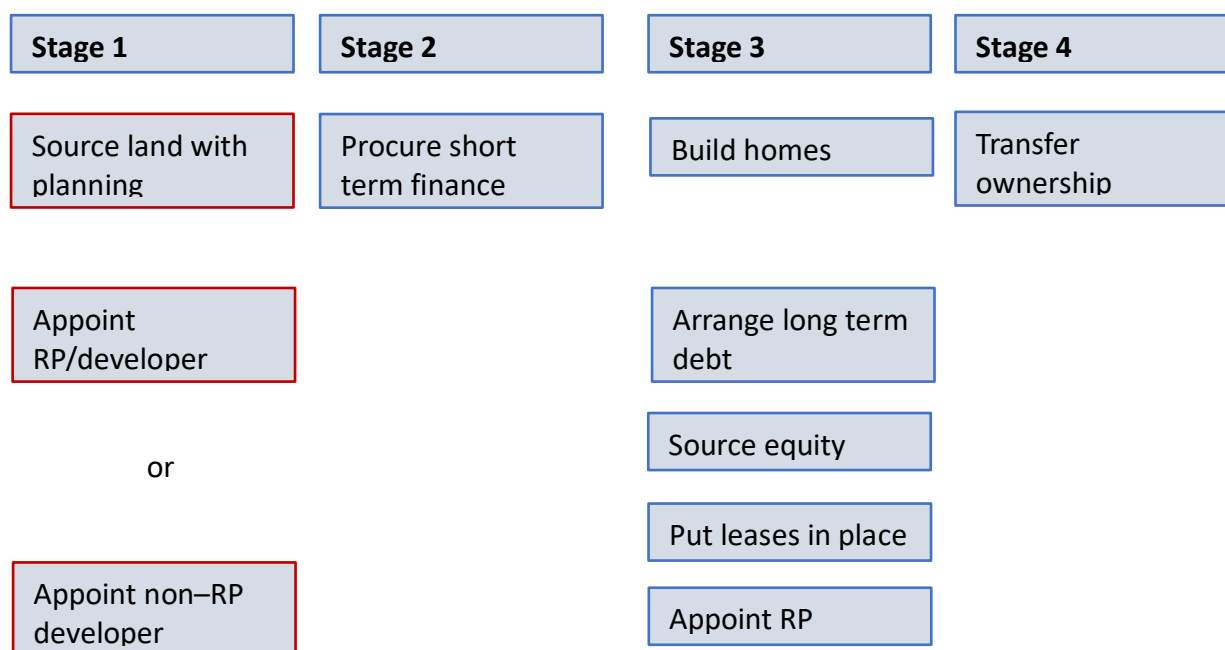 Stage 1
Stage 2
Stage 3
Stage 4
Source land with
planning
Procure short
term finance
Build homes
Transfer
ownership
Appoint
RP/developer
Arrange long term
debt
or
Source equity
Put leases in place
Appoint non–RP
developer
Appoint RP